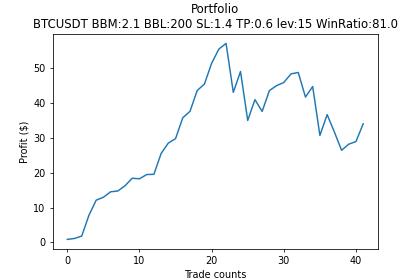 Portfolio
BTCUSDT BBM:2.1 BBL:200 SL:1.4 TP:0.6 lev:15 WinRatio:81.0
Profit ($)
50
40
30
20
10
0
0
10
20
30
40
Trade counts